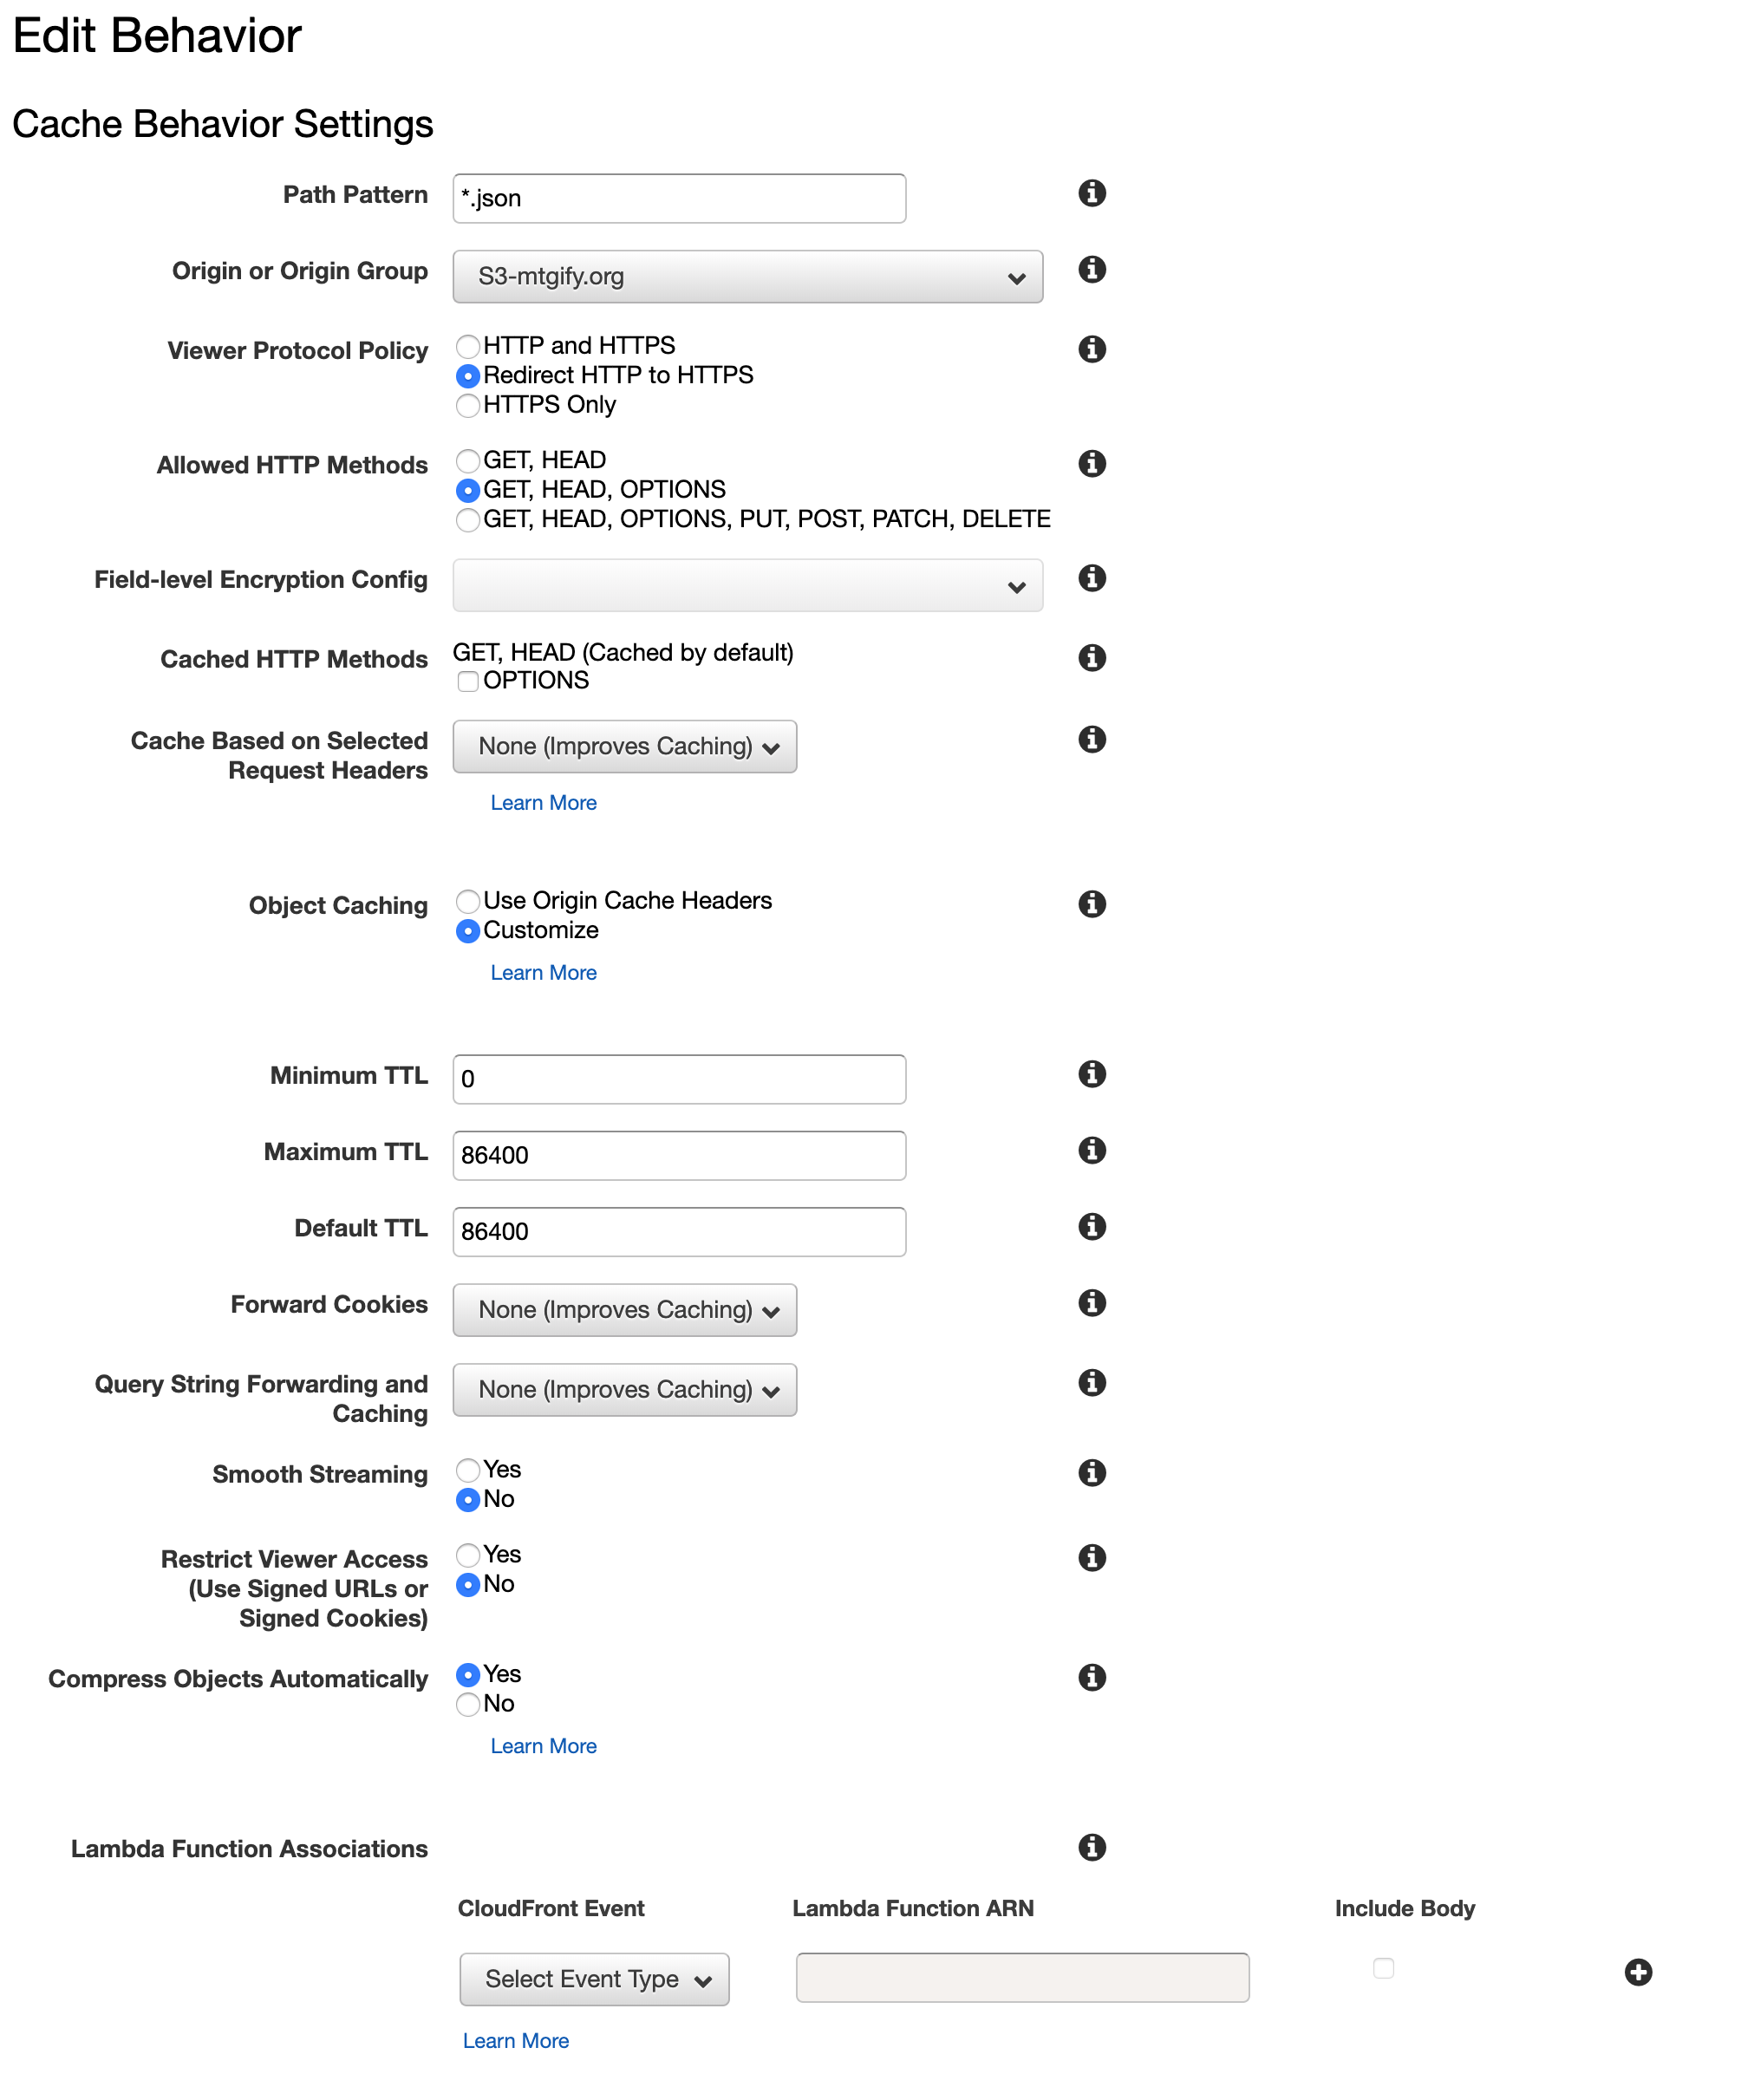 Edit Behavior
Cache Behavior Settings
Path Pattern
*.json
Origin or Origin Group
S3-mtgify.org
Viewer Protocol Policy
HTTP and HTTPS
Redirect HTTP to HTTPS
HTTPS Only
Allowed HTTP Methods
GET, HEAD
GET, HEAD, OPTIONS
GET, HEAD, OPTIONS, PUT, POST, PATCH, DELETE
Field-level Encryption Config
Cached HTTP Methods
GET, HEAD (Cached by default)
OPTIONS
Cache Based on Selected
Request Headers
None (Improves Caching)
Learn More
Object Caching
Use Origin Cache Headers
Customize
Learn More
Minimum TTL
0
Maximum TTL
86400
Default TTL
86400
Forward Cookies
None (Improves Caching)
Query String Forwarding and
Caching
None (Improves Caching)
Smooth Streaming
Yes
No
Restrict Viewer Access
(Use Signed URLs or
Signed Cookies)
Yes
No
Compress Objects Automatically
Yes
No
Learn More
Lambda Function Associations
CloudFront Event
Lambda Function ARN
Include Body
Select Event Type
Learn More